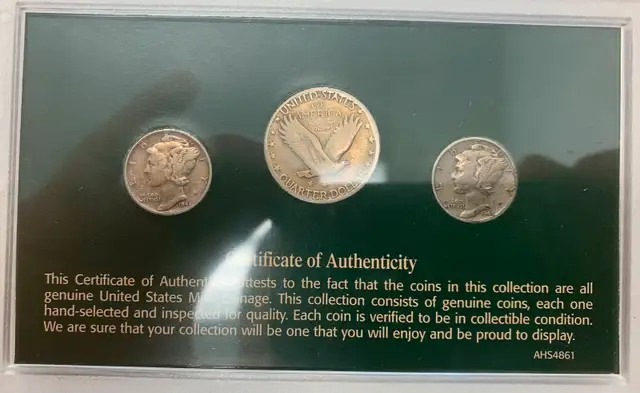 UNITED STATES
OF
AMERICA
QUARTER DOLLAR
Certificate of Authenticity
This Certificate of Authen attests to the fact that the coins in this collection are all
genuine United States M Coinage. This collection consists of genuine coins, each one
hand-selected and inspected for quality. Each coin is verified to be in collectible condition.
We are sure that your collection will be one that you will enjoy and be proud to display.
AHS4861